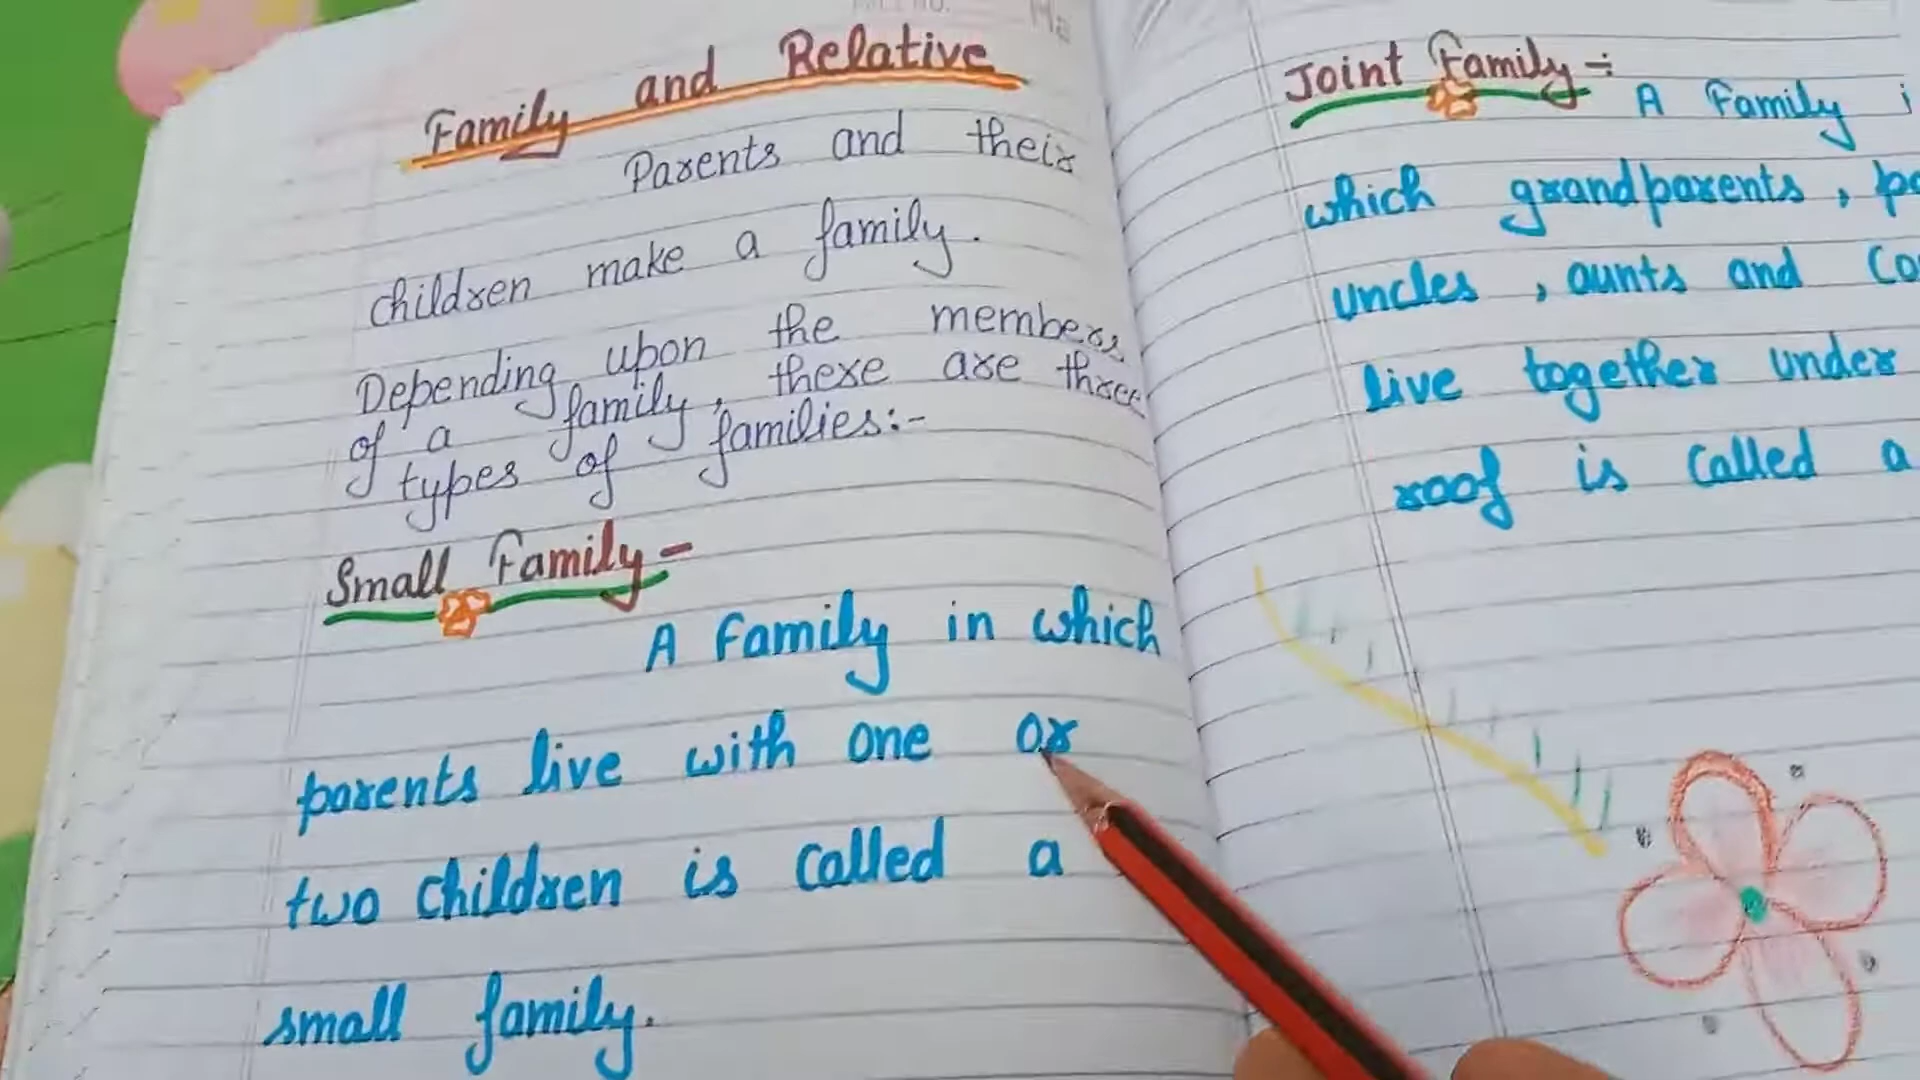 Family and Relative
Parents and their
children make a family.
Depending upon the members
of a family, there are three
types of families:-
Small Family -
A Family in which
parents live with one or
two children is called a
small family.
Joint Family :-
A Family
which grandparents,
uncles, aunts and
live together under
roof is called a